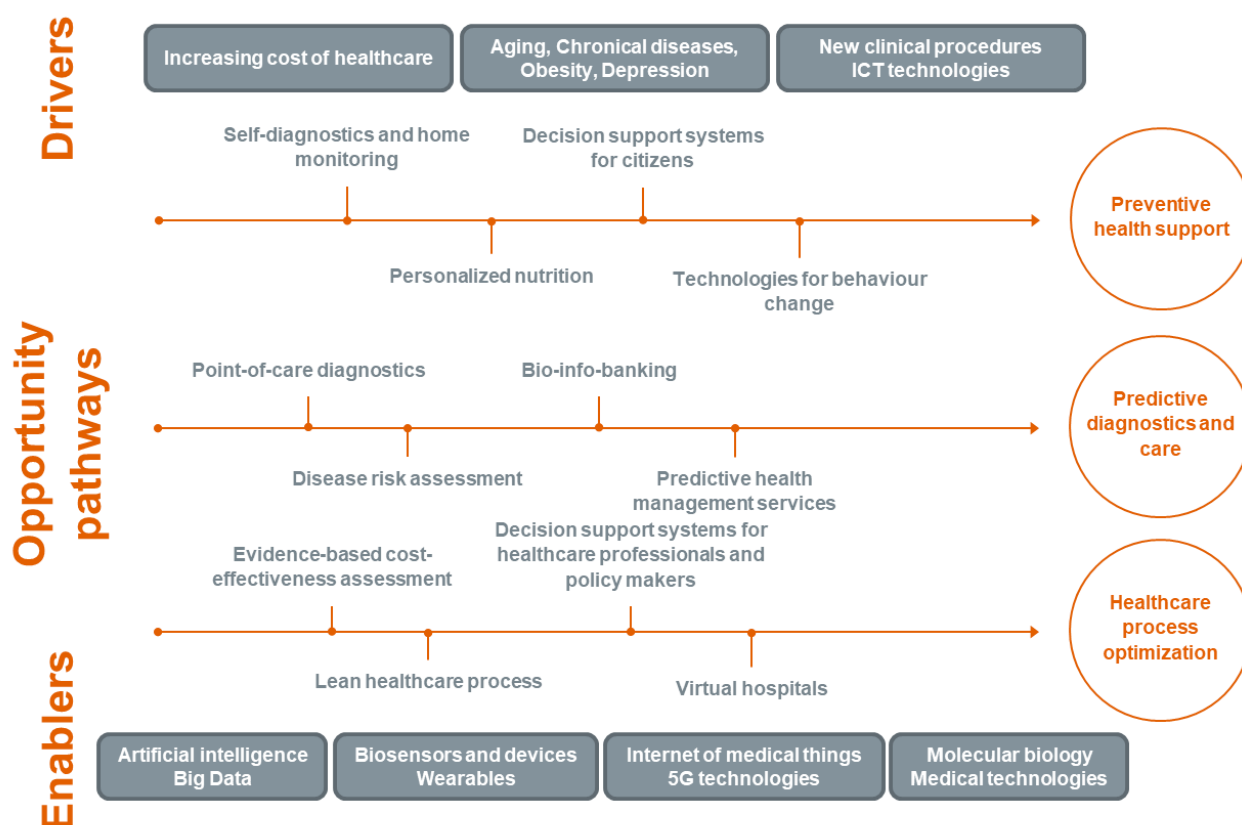 Drivers
Increasing cost of healthcare
Aging, Chronical diseases,
Obesity, Depression
New clinical procedures
ICT technologies
Opportunity
pathways
Self-diagnostics and home
monitoring
Decision support systems
for citizens
Personalized nutrition
Technologies for behaviour
change
Preventive
health support
Point-of-care diagnostics
Bio-info-banking
Disease risk assessment
Predictive health
management services
Predictive
diagnostics and
care
Evidence-based cost-
effectiveness assessment
Decision support systems for
healthcare professionals and
policy makers
Lean healthcare process
Virtual hospitals
Healthcare
process
optimization
Enablers
Artificial intelligence
Big Data
Biosensors and devices
Wearables
Internet of medical things
5G technologies
Molecular biology
Medical technologies